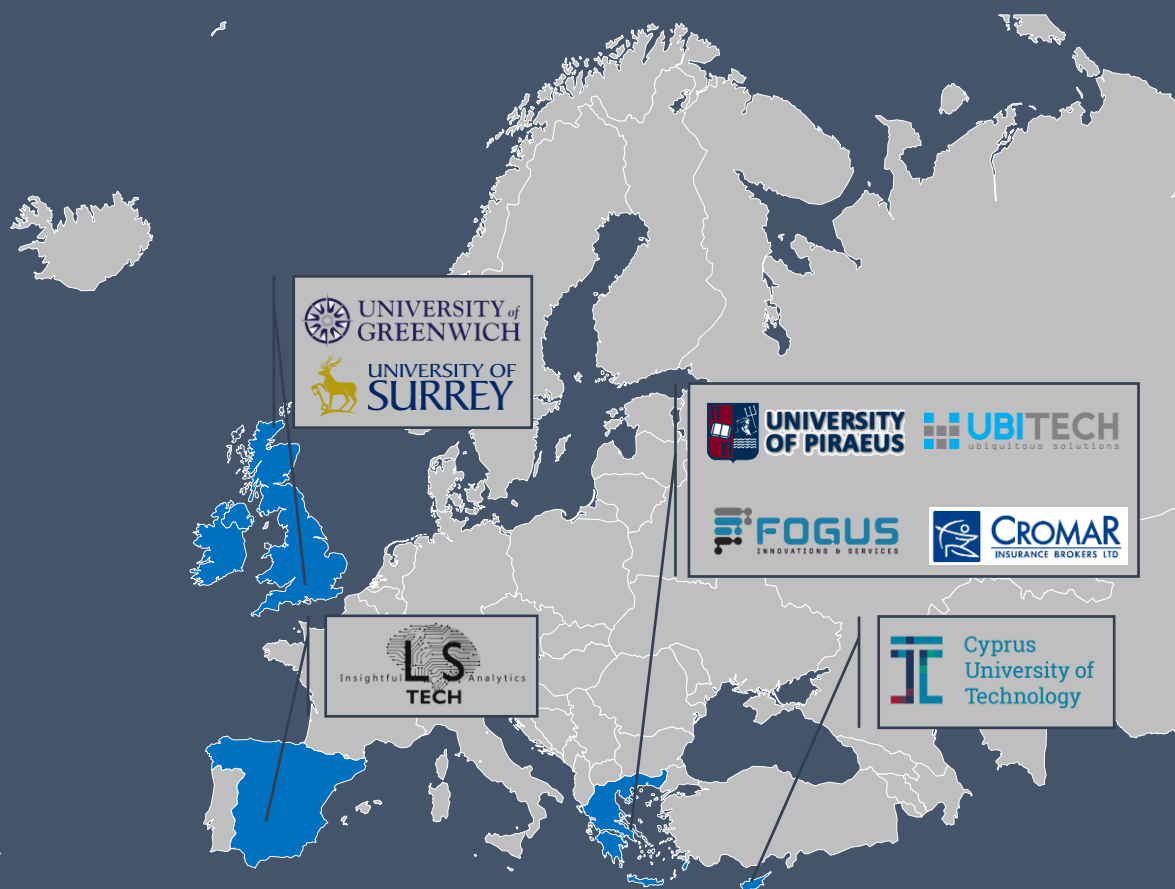 UNIVERSITY of
GREENWICH
UNIVERSITY OF
SURREY
UNIVERSITY
OF PIRAEUS
UBITECH
ubiquitous solutions
FOGUS
INNOVATIONS & SERVICES
CROMAR
INSURANCE BROKERS LTD
LS
Insightful Analytics
TECH
Cyprus
University of
Technology